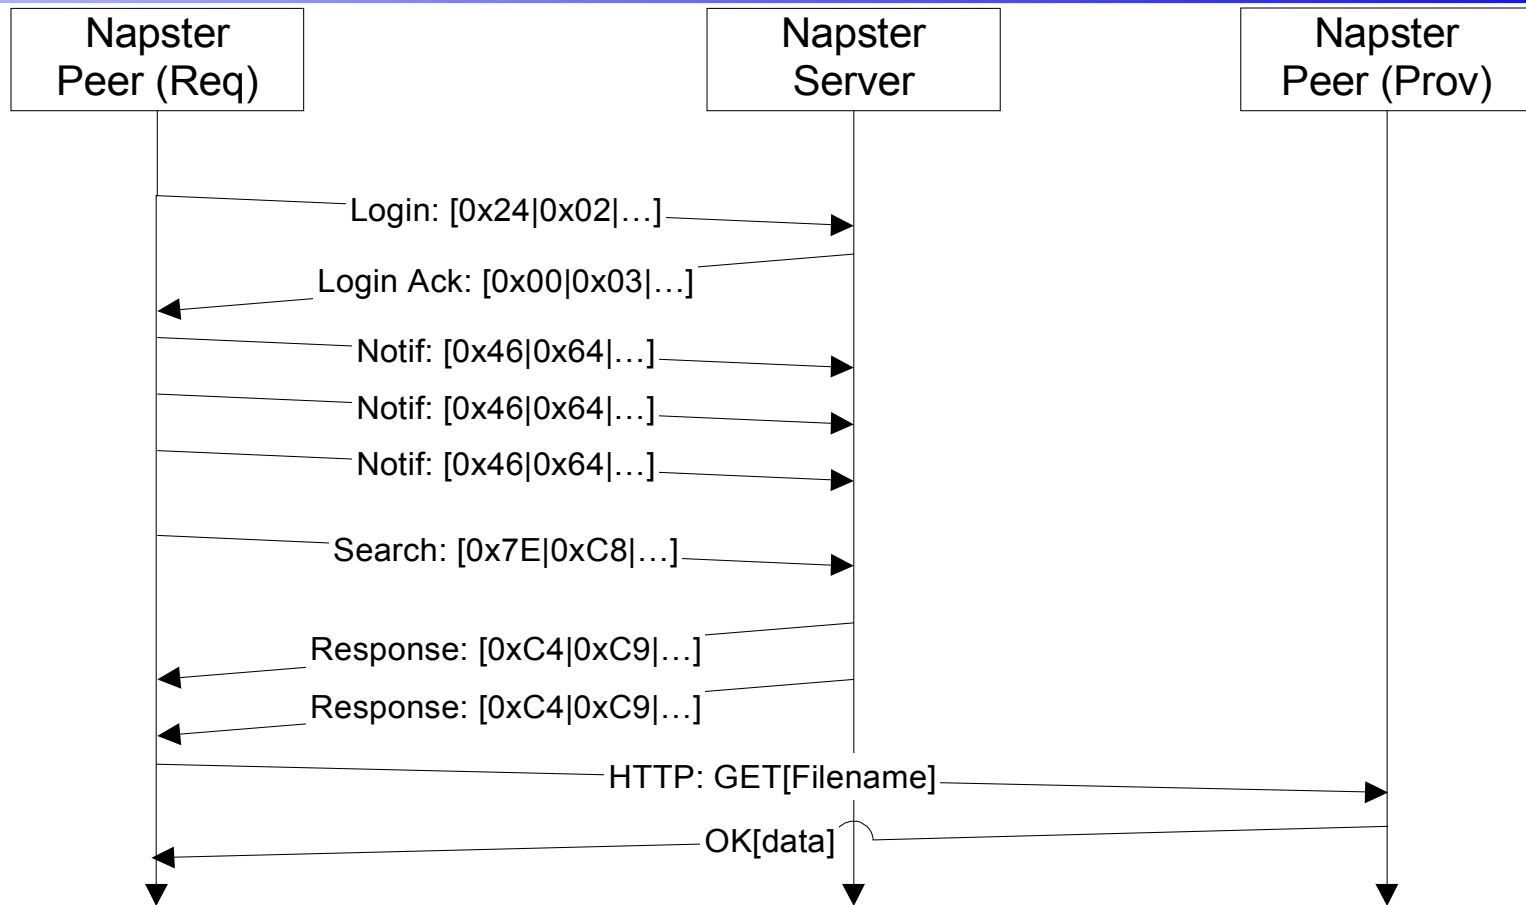 Napster
Peer (Req)
Napster
Server
Napster
Peer (Prov)
Login: [0x24|0x02|…]
Login Ack: [0x00|0x03|…]
Notif: [0x46|0x64|…]
Notif: [0x46|0x64|…]
Notif: [0x46|0x64|…]
Search: [0x7E|0xC8|…]
Response: [0xC4|0xC9|…]
Response: [0xC4|0xC9|…]
HTTP: GET[Filename]
OK[data]